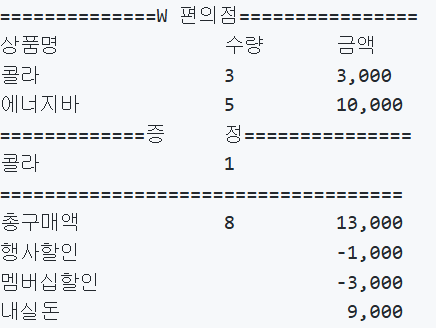 ==============W 편의점================
상품명 수량 금액
콜라 3 3,000
에너지바 5 10,000
=============증 정===============
콜라 1
====================================
총구매액 8 13,000
행사할인 -1,000
멤버십할인 -3,000
내실돈 9,000